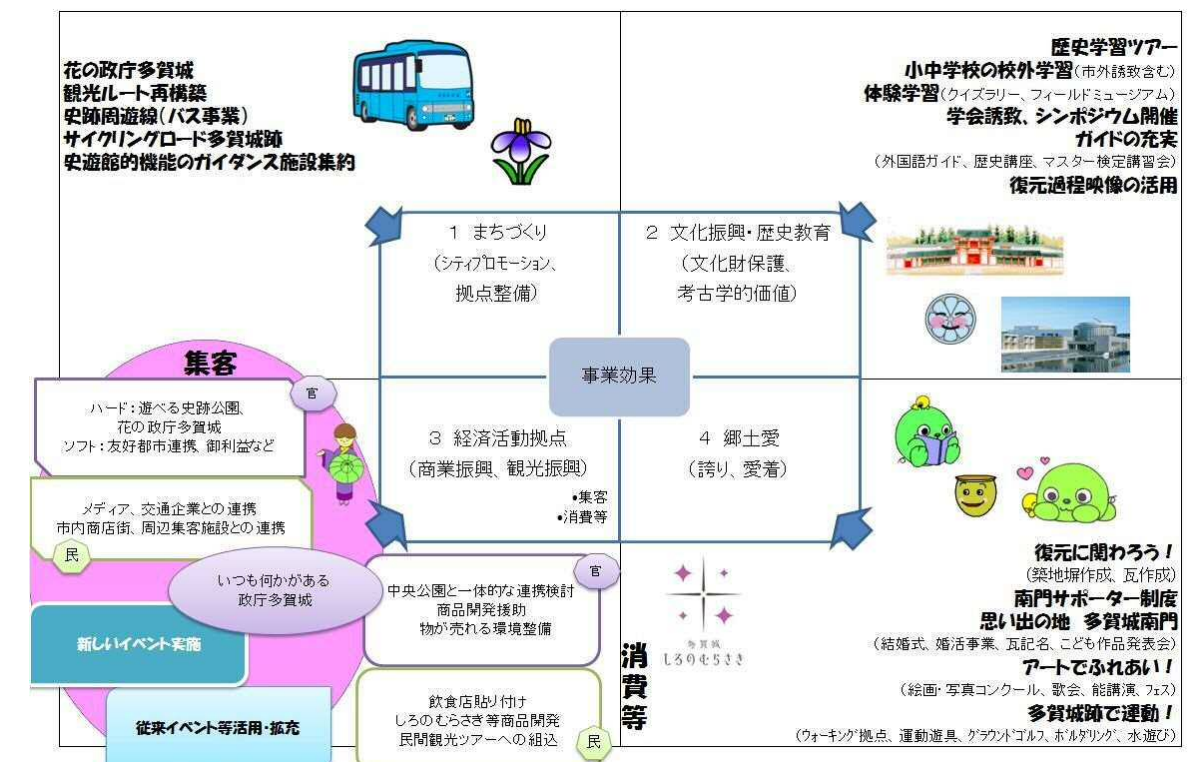 花の政庁多賀城
観光ルート再構築
史跡周遊線(バス事業)
サイクリングロード多賀城跡
史遊館的機能のガイダンス施設集約
歴史学習ツアー
小中学校の校外学習(市外誘致含む)
体験学習(クイズラリー、フィールドミュージアム)
学会誘致、シンポジウム開催
ガイドの充実
(外国語ガイド、歴史講座、マスター検定講習会)
復元過程映像の活用
1 まちづくり
(シティプロモーション、
拠点整備)
2 文化振興・歴史教育
(文化財保護、
考古学的価値)
事業効果
3 経済活動拠点
(商業振興、観光振興)
•集客
•消費等
4 郷土愛
(誇り、愛着)
集客
官
ハード:遊べる史跡公園、
花の政庁多賀城
ソフト:友好都市連携、御利益など
メディア、交通企業との連携
市内商店街、周辺集客施設との連携
民
いつも何かがある
政庁多賀城
新しいイベント実施
従来イベント等活用・拡充
官
中央公園と一体的な連携検討
商品開発援助
物が売れる環境整備
飲食店貼り付け
しろのむらさき等商品開発
民間観光ツアーへの組込
民
消費等
多賀城
しろのむらさき
復元に関わろう!
(築地塀作成、瓦作成)
南門サポーター制度
思い出の地 多賀城南門
(結婚式、婚活事業、瓦記名、こども作品発表会)
アートでふれあい!
(絵画・写真コンクール、歌会、能講演、フェス)
多賀城跡で運動!
(ウォーキング拠点、運動遊具、グラウンドゴルフ、ボルダリング、水遊び)